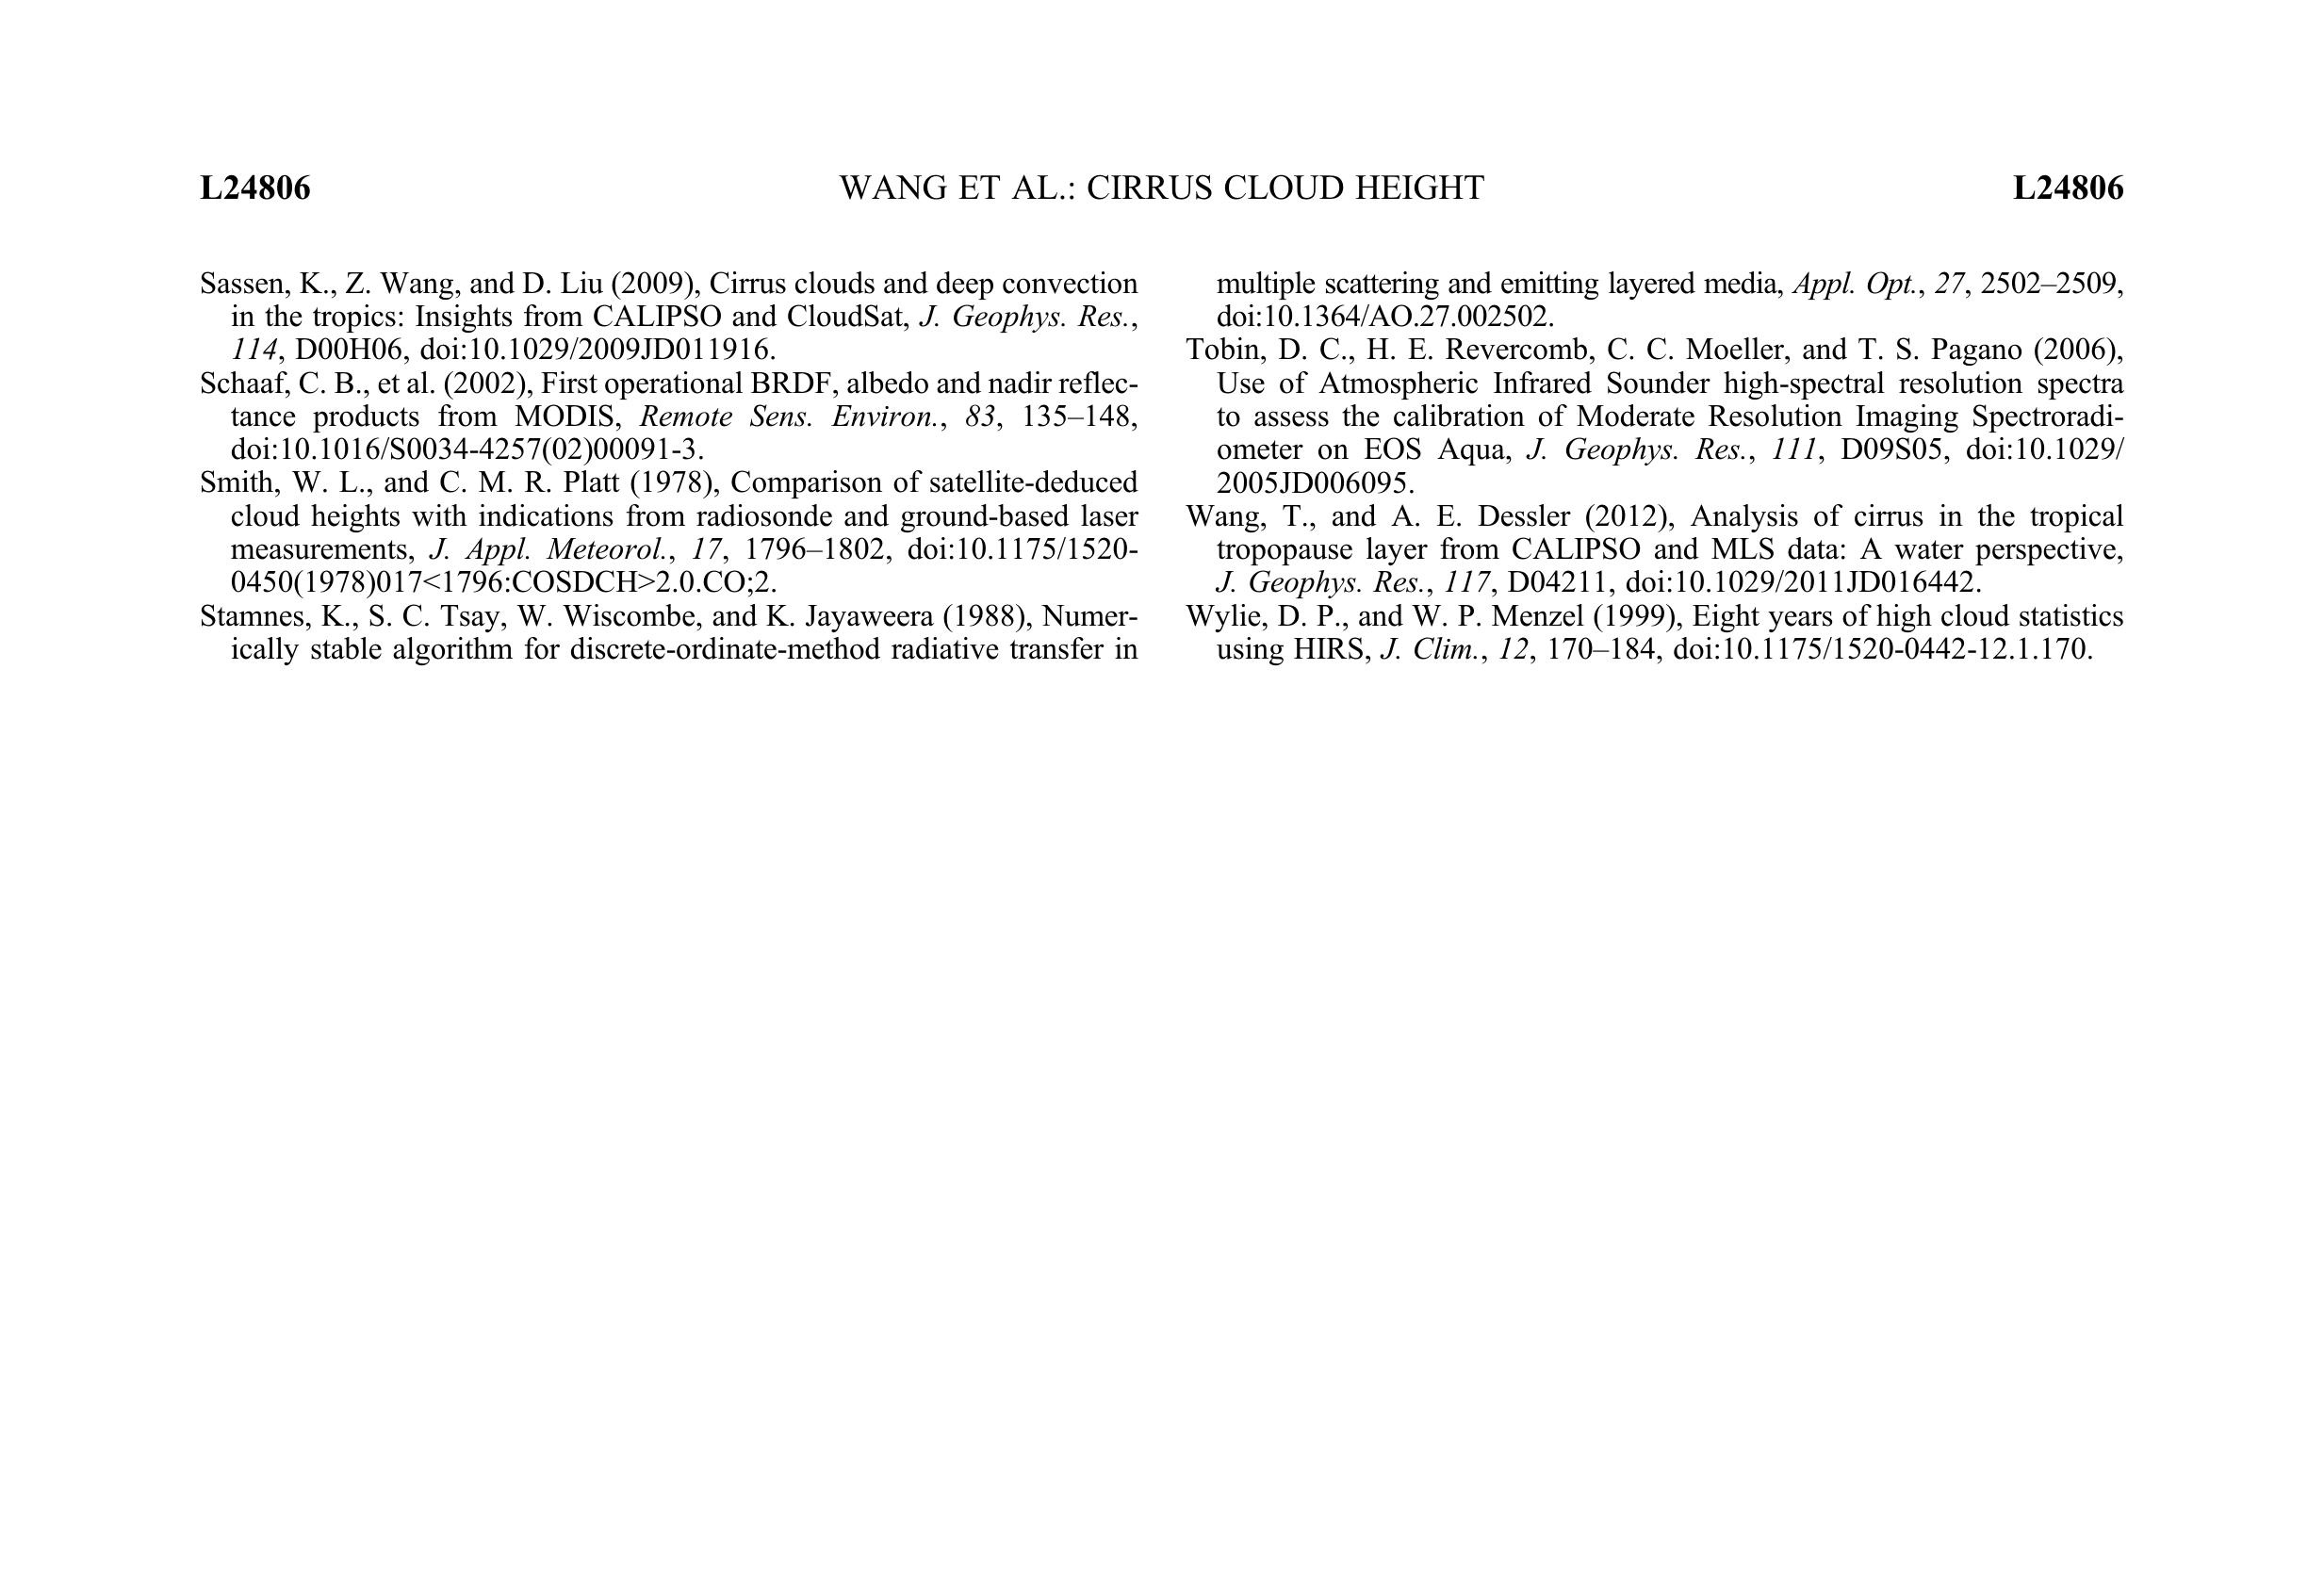 L24806 WANG ET AL.: CIRRUS CLOUD HEIGHT L24806
Sassen, K., Z. Wang, and D. Liu (2009), Cirrus clouds and deep convection
in the tropics: Insights from CALIPSO and CloudSat, J. Geophys. Res.,
114, D00H06, doi:10.1029/2009JD011916.
Schaaf, C. B., et al. (2002), First operational BRDF, albedo and nadir reflec-
tance products from MODIS, Remote Sens. Environ., 83, 135–148,
doi:10.1016/S0034-4257(02)00091-3.
Smith, W. L., and C. M. R. Platt (1978), Comparison of satellite-deduced
cloud heights with indications from radiosonde and ground-based laser
measurements, J. Appl. Meteorol., 17, 1796–1802, doi:10.1175/1520-
0450(1978)017<1796:COSDCH>2.0.CO;2.
Stamnes, K., S. C. Tsay, W. Wiscombe, and K. Jayaweera (1988), Numer-
ically stable algorithm for discrete-ordinate-method radiative transfer in
multiple scattering and emitting layered media, Appl. Opt., 27, 2502–2509,
doi:10.1364/AO.27.002502.
Tobin, D. C., H. E. Revercomb, C. C. Moeller, and T. S. Pagano (2006),
Use of Atmospheric Infrared Sounder high-spectral resolution spectra
to assess the calibration of Moderate Resolution Imaging Spectroradi-
ometer on EOS Aqua, J. Geophys. Res., 111, D09S05, doi:10.1029/
2005JD006095.
Wang, T., and A. E. Dessler (2012), Analysis of cirrus in the tropical
tropopause layer from CALIPSO and MLS data: A water perspective,
J. Geophys. Res., 117, D04211, doi:10.1029/2011JD016442.
Wylie, D. P., and W. P. Menzel (1999), Eight years of high cloud statistics
using HIRS, J. Clim., 12, 170–184, doi:10.1175/1520-0442-12.1.170.